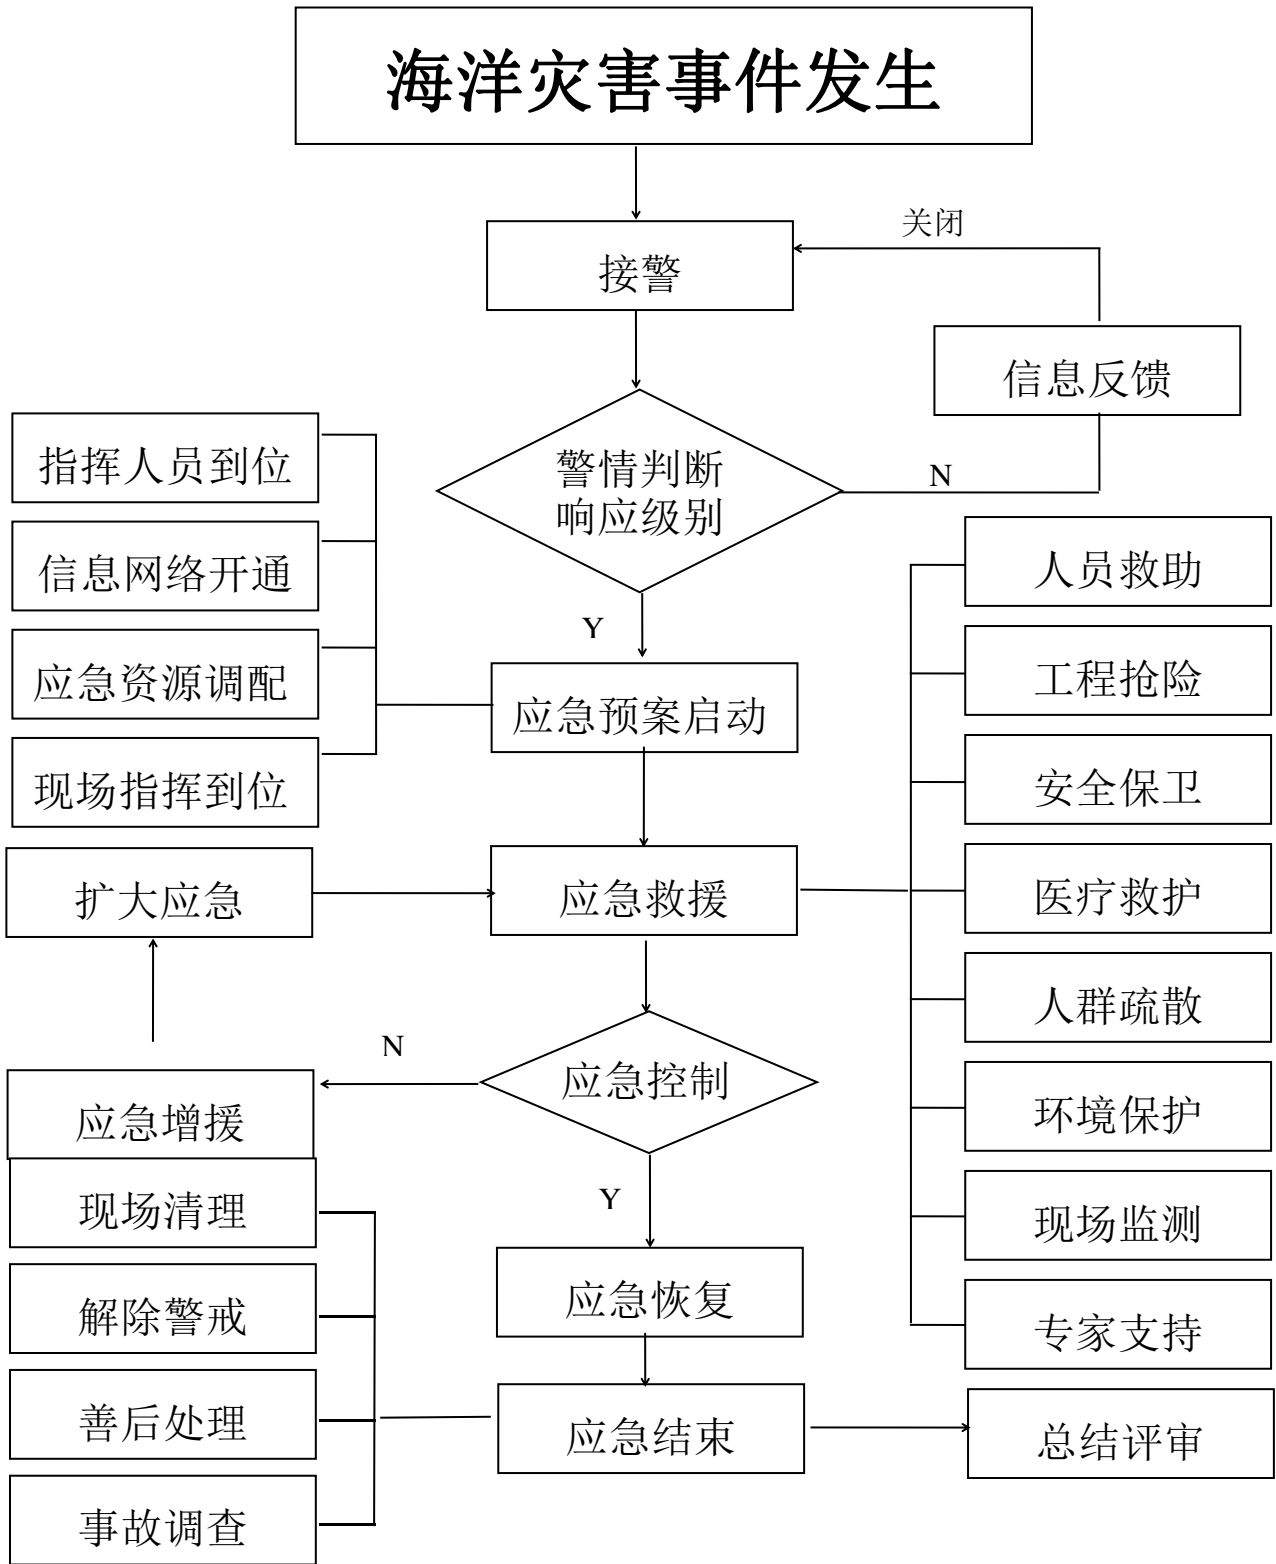 海洋灾害事件发生
关闭
接警
信息反馈
指挥人员到位
警情判断
响应级别
N
信息网络开通
人员救助
Y
应急资源调配
工程抢险
应急预案启动
现场指挥到位
安全保卫
扩大应急
应急救援
医疗救护
人群疏散
N
应急控制
应急增援
环境保护
现场清理
Y
现场监测
解除警戒
应急恢复
专家支持
善后处理
应急结束
总结评审
事故调查